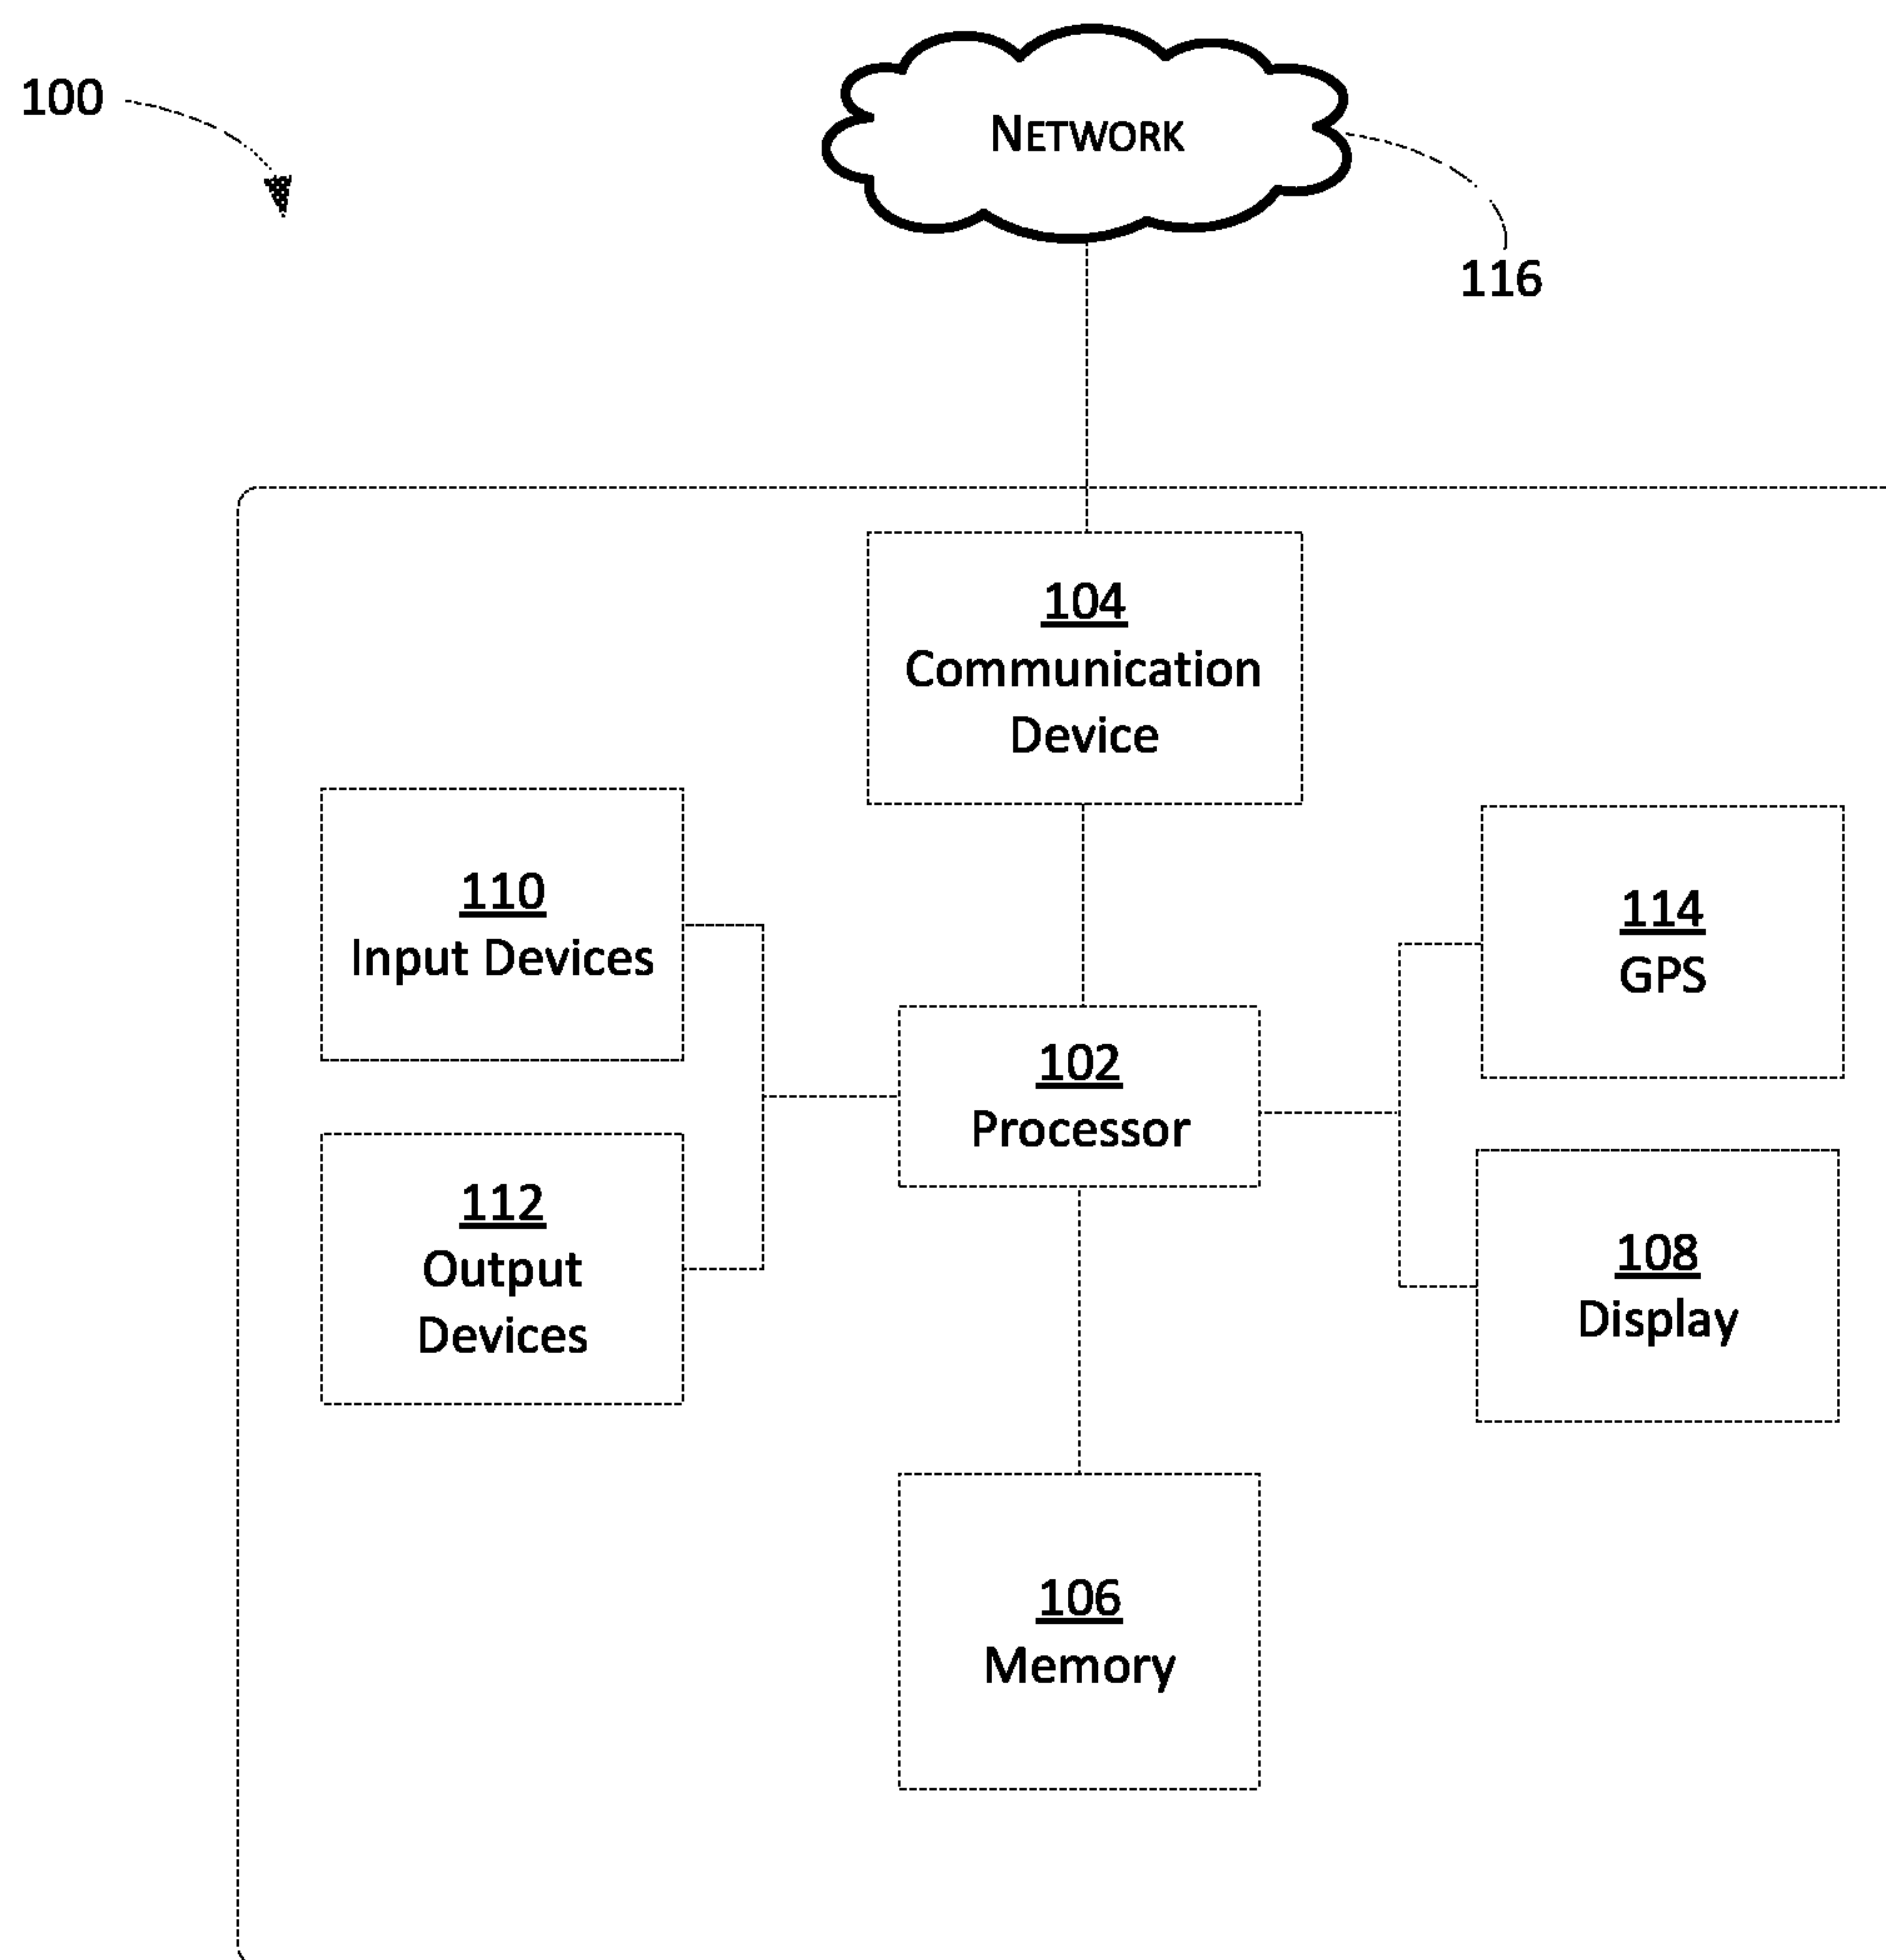 100
NETWORK
116
104
Communication
Device
110
Input Devices
114
GPS
102
Processor
112
Output
Devices
108
Display
106
Memory